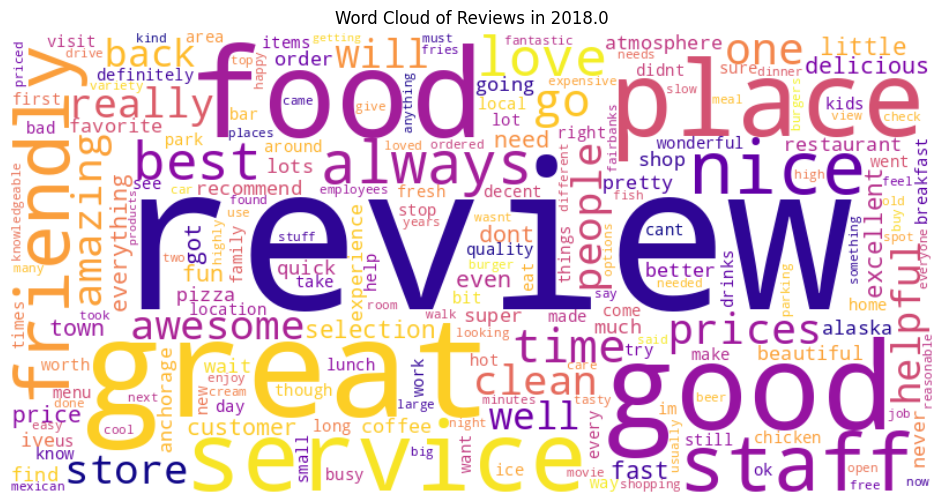 Word Cloud of Reviews in 2018.0
priced
drive
kind
area
items
getting
must
fantastic
needs
dinner
visit
back
will
love
atmosphere
one
little
top
happy
order
fries
didnt
sure
definitely
going
delicious
variety
food
go
place
expensive
meal
burgers
kids
view
check
first
really
came
give
anything
local
slow
bar
lot
bad
favorite
park
places
around
loved
ordered
need
right
fairbanks
wonderful
restaurant
friendly
amazing
best
lots
always
people
different
shop
nice
went
knowledgeable
everything
products
see
recommend
employees
fresh
decent
pretty
high
feel
car
found
years
fish
excellent
old
buy
breakfast
many
two
use
stop
wasnt
things
options
cant
spot
everyone
review
got
highly
family
stuff
help
experience
dont
quality
eat
better
drinks
something
times
fun
quick
take
burger
even
needed
parking
pizza
room
bit
say
home
took
location
walk
super
made
come
town
awesome
selection
looking
much
prices
alaska
helpful
reasonable
worth
wait
though
lunch
hot
time
try
make
beautiful
great
minutes
care
said
menu
anchorage
new
enjoy
cream
work
clean
tasty
good
done
next
day
large
well
beer
price
cool
customer
long
coffee
night
every
im
usually
chicken
never
job
easy
iveus
service
want
still
know
small
big
staff
find
store
busy
ice
movie
way
fast
shopping
ok
open
now
mexican
free